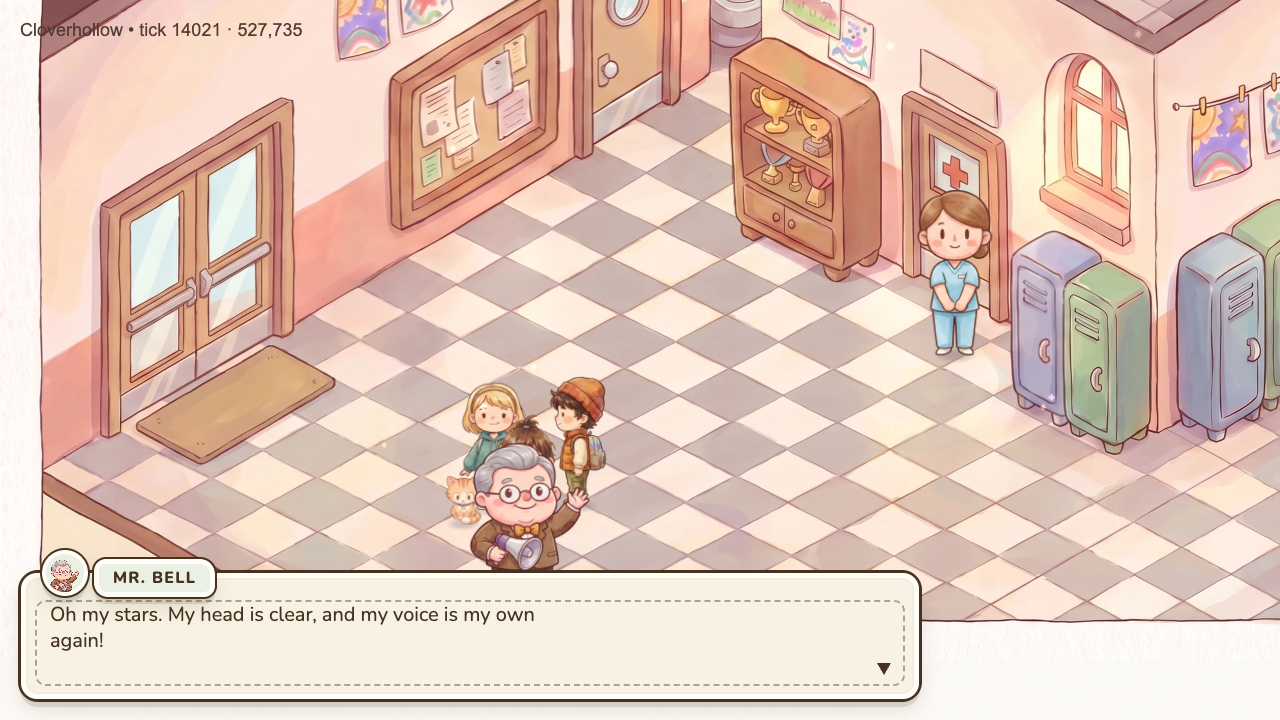 Cloverhollow • tick 14021 · 527,735
MR. BELL
Oh my stars. My head is clear, and my voice is my own
again!